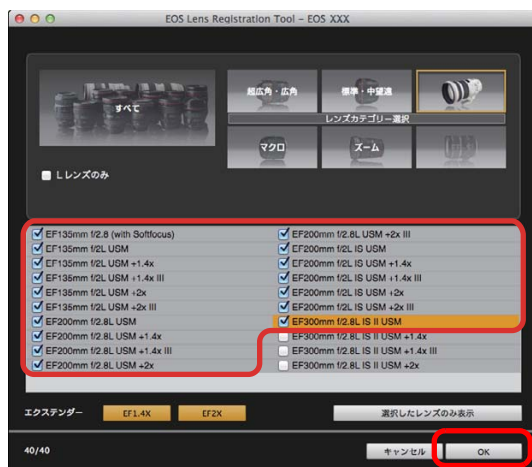 EOS Lens Registration Tool – EOS XXX
すべて
超広角・広角
標準・中望遠
レンズカテゴリー選択
マクロ
ズーム
Lレンズのみ
EF135mm f/2.8 (with Softfocus)
EF135mm f/2L USM
EF135mm f/2L USM +1.4x
EF135mm f/2L USM +1.4x III
EF135mm f/2L USM +2x
EF135mm f/2L USM +2x III
EF200mm f/2.8L USM
EF200mm f/2.8L USM +1.4x
EF200mm f/2.8L USM +1.4x III
EF200mm f/2.8L USM +2x
EF200mm f/2.8L USM +2x III
EF200mm f/2L IS USM
EF200mm f/2L IS USM +1.4x
EF200mm f/2L IS USM +1.4x III
EF200mm f/2L IS USM +2x
EF200mm f/2L IS USM +2x III
EF300mm f/2.8L IS II USM
EF300mm f/2.8L IS II USM +1.4x
EF300mm f/2.8L IS II USM +1.4x III
EF300mm f/2.8L IS II USM +2x
エクステンダー
EF1.4X
EF2X
選択したレンズのみ表示
40/40
キャンセル
OK